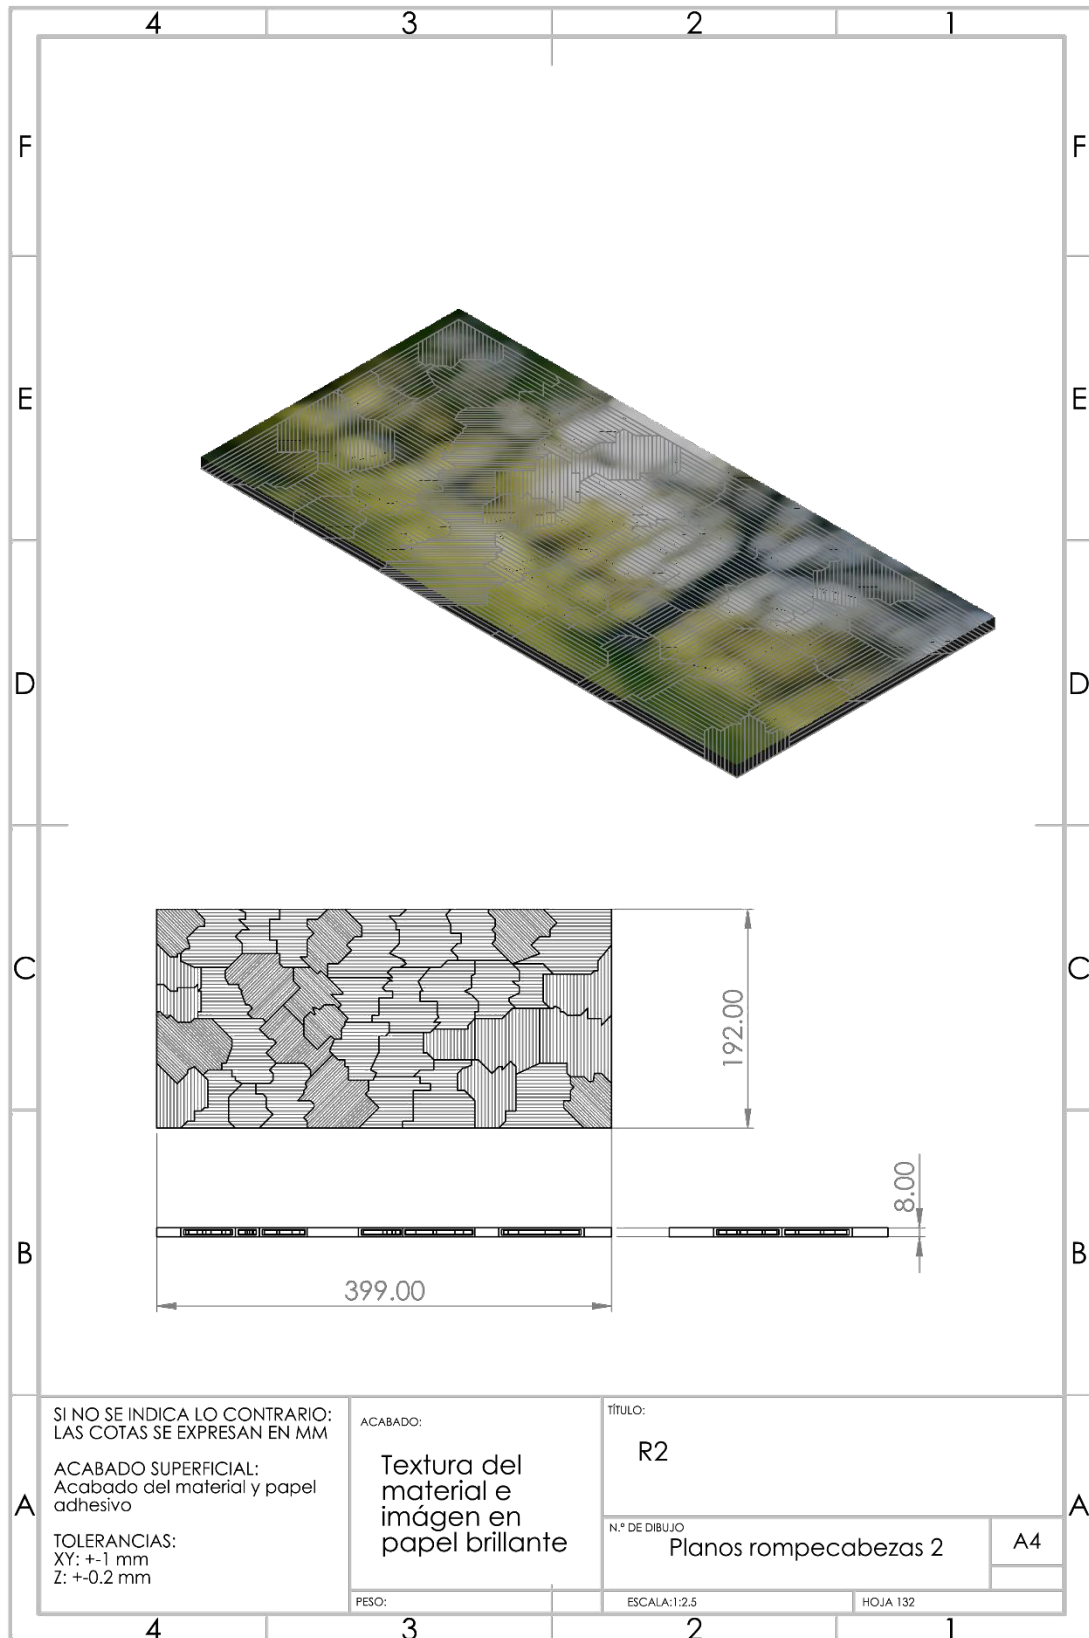 4 3 2 1
F F
E E
D D
C C
B B
A A
192.00
8.00
399.00
SI NO SE INDICA LO CONTRARIO:
LAS COTAS SE EXPRESAN EN MM
ACABADO SUPERFICIAL:
Acabado del material y papel
adhesivo
TOLERANCIAS:
XY: +-1 mm
Z: +-0.2 mm
ACABADO:
Textura del
material e
imágen en
papel brillante
PESO:
TÍTULO:
R2
N.º DE DIBUJO
Planos rompecabezas 2
A4
ESCALA:1:2.5
HOJA 132
4 3 2 1